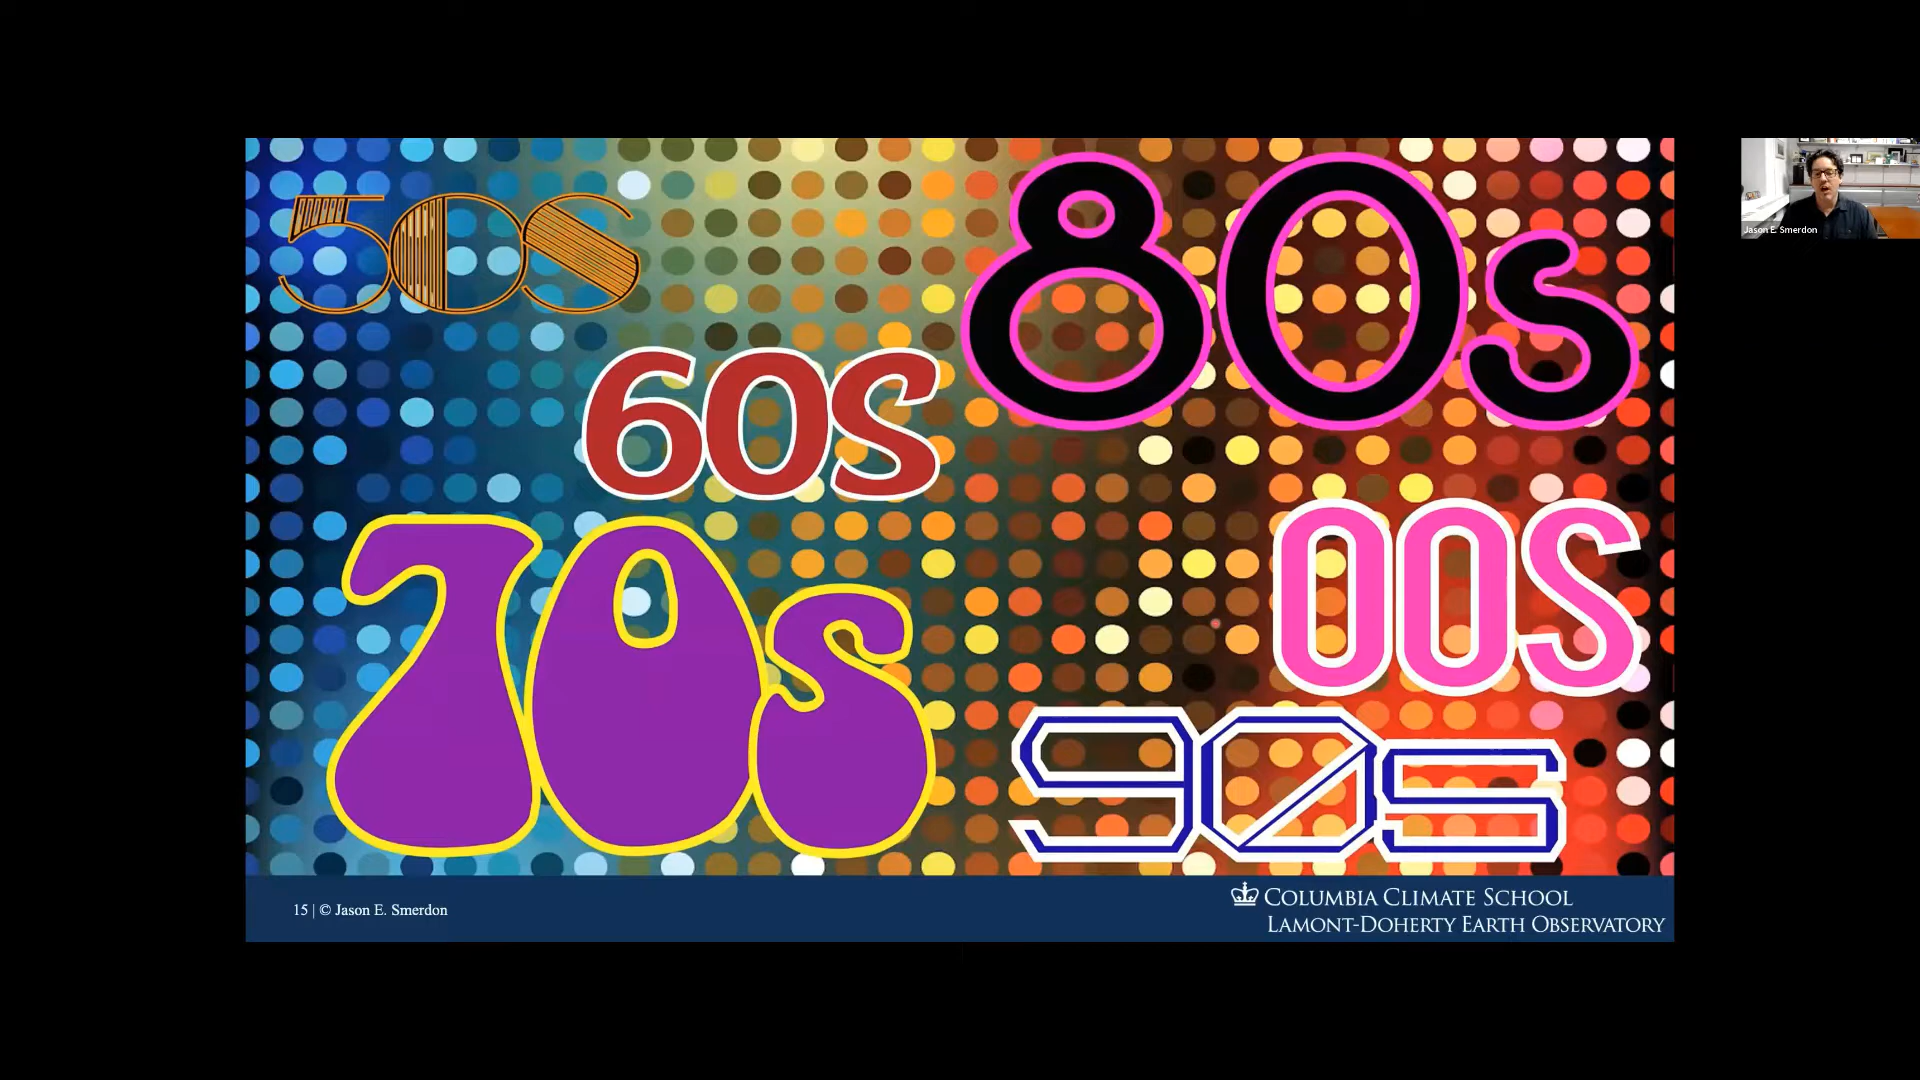 50S
60S
70s
80s
00S
90s
15 | © Jason E. Smerdon
COLUMBIA CLIMATE SCHOOL
LAMONT-DOHERTY EARTH OBSERVATORY
Jason E. Smerdon